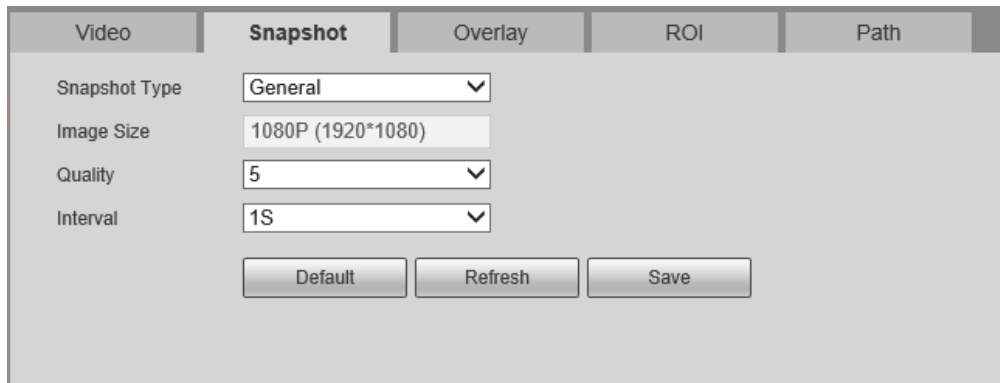 Video Snapshot Overlay ROI Path
Snapshot Type General
Image Size 1080P (1920*1080)
Quality 5
Interval 1S
Default Refresh Save